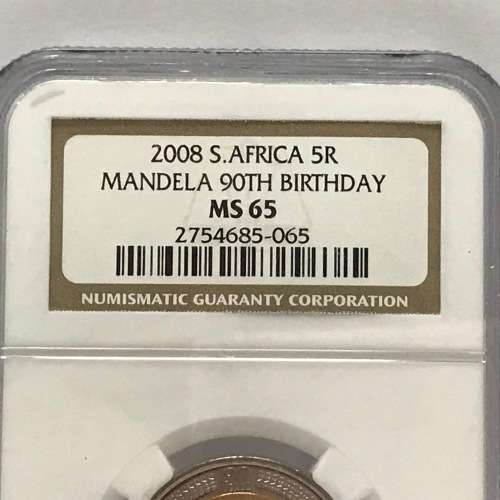 2008 S.AFRICA 5R
MANDELA 90TH BIRTHDAY
MS 65
2754685-065
NUMISMATIC GUARANTY CORPORATION